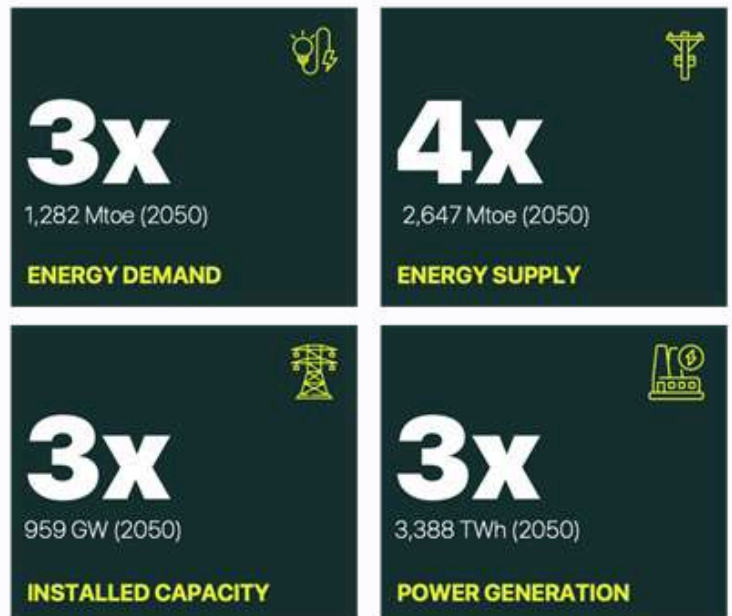 3x
1,282 Mtoe (2050)
ENERGY DEMAND
4x
2,647 Mtoe (2050)
ENERGY SUPPLY
3x
959 GW (2050)
INSTALLED CAPACITY
3x
3,388 TWh (2050)
POWER GENERATION